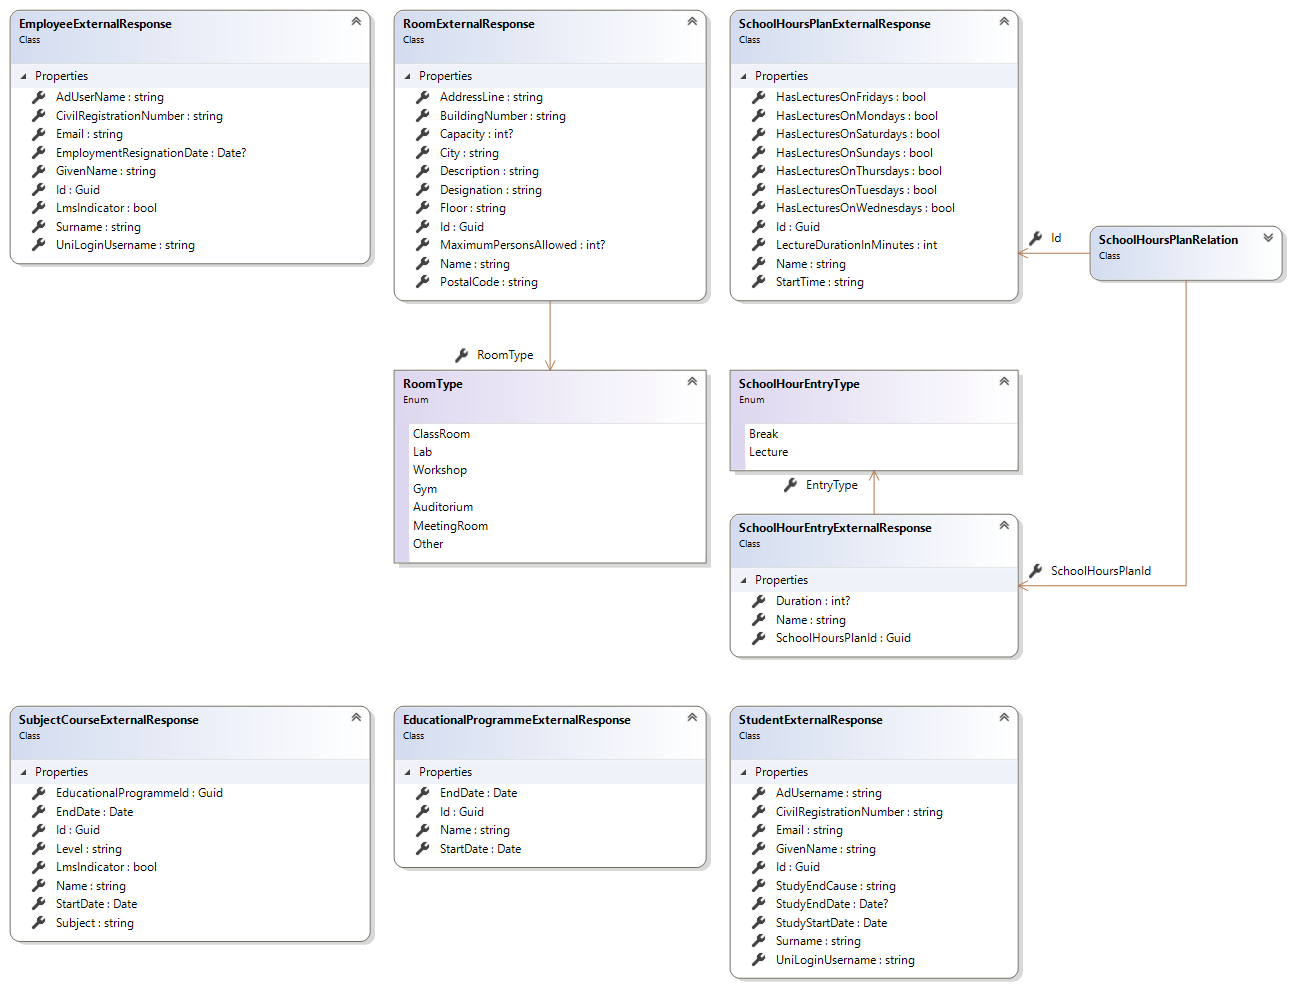 EmployeeExternalResponse
Class
Properties
AdUserName : string
CivilRegistrationNumber : string
Email : string
EmploymentResignationDate : Date?
GivenName : string
Id : Guid
LmsIndicator : bool
Surname : string
UniLoginUsername : string
RoomExternalResponse
Class
Properties
AddressLine : string
BuildingNumber : string
Capacity : int?
City : string
Description : string
Designation : string
Floor : string
Id : Guid
MaximumPersonsAllowed : int?
Name : string
PostalCode : string
SchoolHoursPlanExternalResponse
Class
Properties
HasLecturesOnFridays : bool
HasLecturesOnMondays : bool
HasLecturesOnSaturdays : bool
HasLecturesOnSundays : bool
HasLecturesOnThursdays : bool
HasLecturesOnTuesdays : bool
HasLecturesOnWednesdays : bool
Id : Guid
LectureDurationInMinutes : int
Name : string
StartTime : string
Id
SchoolHoursPlanRelation
Class
RoomType
RoomType
Enum
ClassRoom
Lab
Workshop
Gym
Auditorium
MeetingRoom
Other
SchoolHourEntryType
Enum
Break
Lecture
EntryType
SchoolHourEntryExternalResponse
Class
Properties
Duration : int?
Name : string
SchoolHoursPlanId : Guid
SchoolHoursPlanId
SubjectCourseExternalResponse
Class
Properties
EducationalProgrammeId : Guid
EndDate : Date
Id : Guid
Level : string
LmsIndicator : bool
Name : string
StartDate : Date
Subject : string
EducationalProgrammeExternalResponse
Class
Properties
EndDate : Date
Id : Guid
Name : string
StartDate : Date
StudentExternalResponse
Class
Properties
AdUsername : string
CivilRegistrationNumber : string
Email : string
GivenName : string
Id : Guid
StudyEndCause : string
StudyEndDate : Date?
StudyStartDate : Date
Surname : string
UniLoginUsername : string